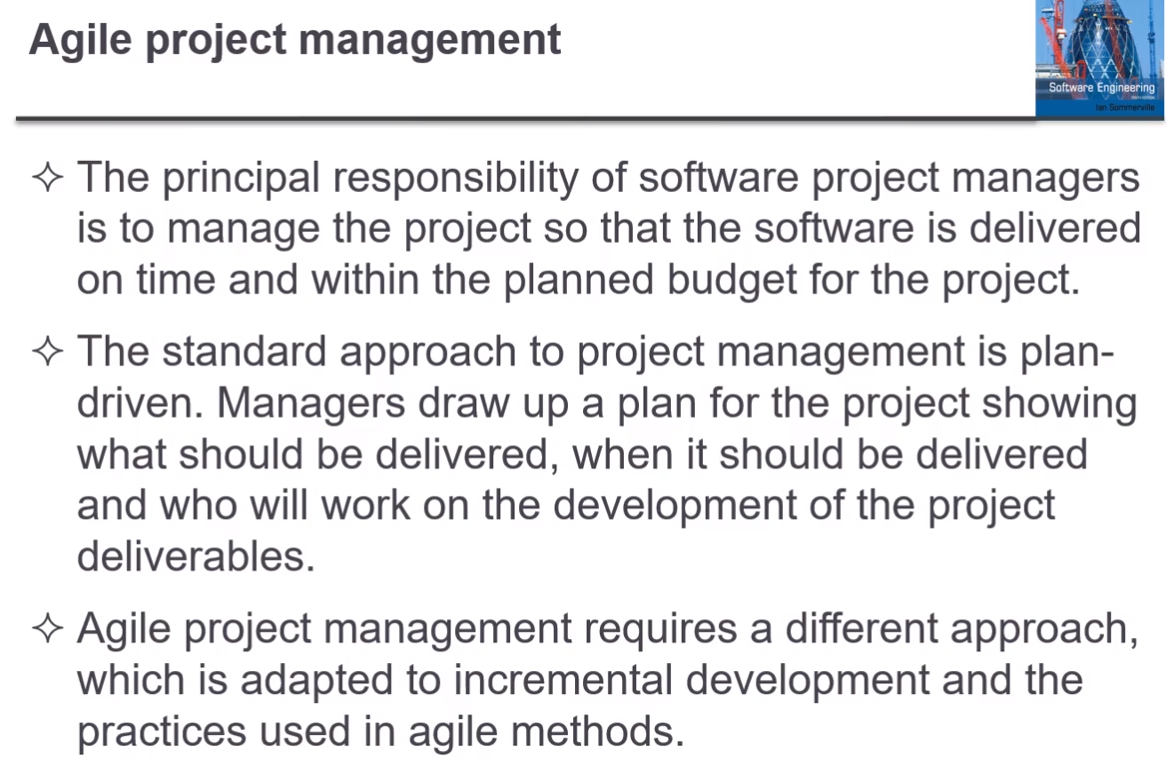 Agile project management
Software Engineering
Ian Sommerville
✧ The principal responsibility of software project managers
is to manage the project so that the software is delivered
on time and within the planned budget for the project.
✧ The standard approach to project management is plan-
driven. Managers draw up a plan for the project showing
what should be delivered, when it should be delivered
and who will work on the development of the project
deliverables.
✧ Agile project management requires a different approach,
which is adapted to incremental development and the
practices used in agile methods.